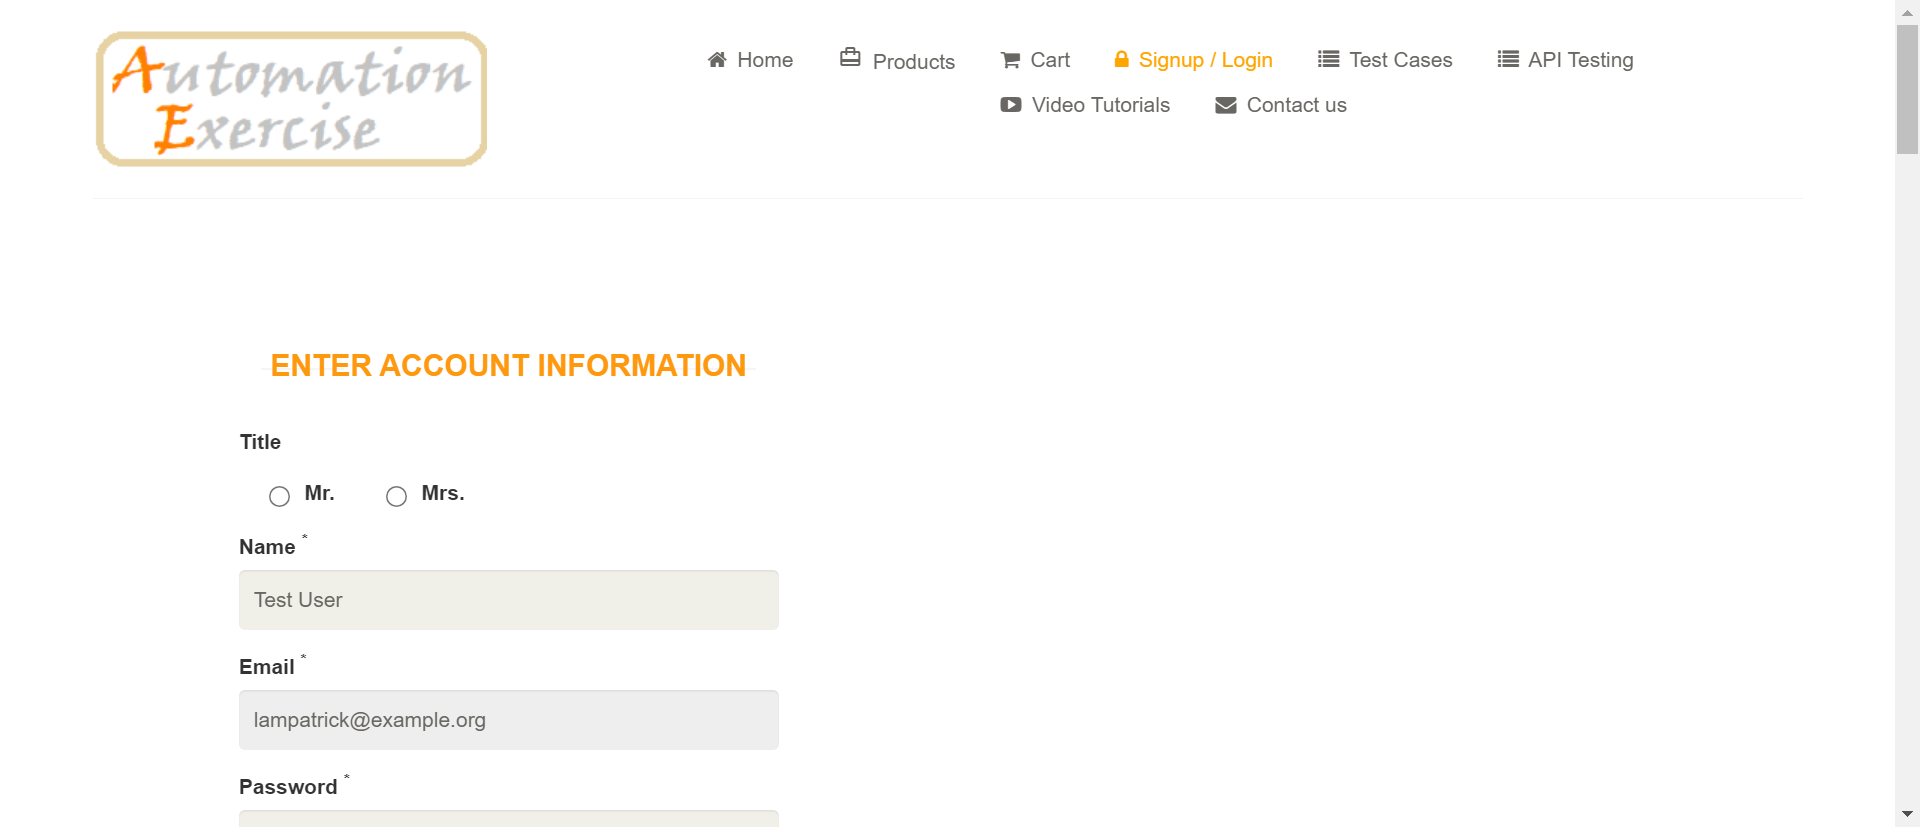 Automation
Exercise
Home
Products
Cart
Signup / Login
Test Cases
API Testing
Video Tutorials
Contact us
ENTER ACCOUNT INFORMATION
Title
Mr.
Mrs.
Name *
Test User
Email *
lampatrick@example.org
Password *